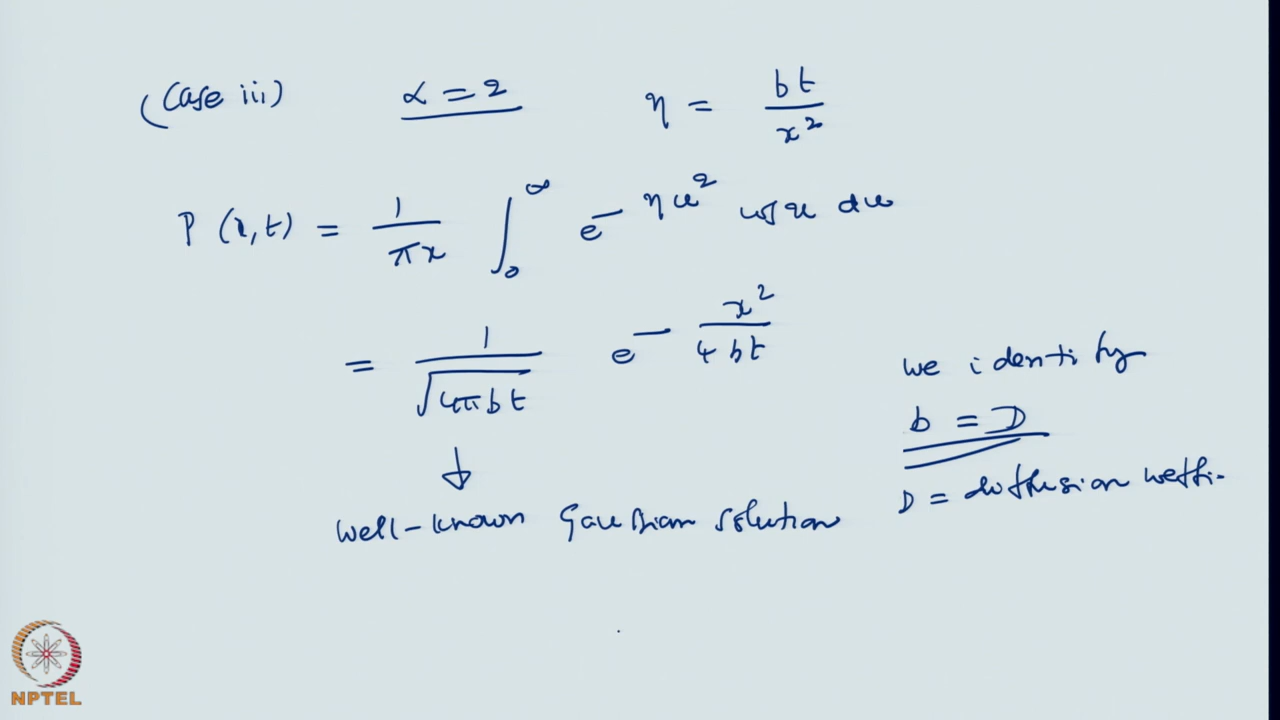 (Case iii) α = 2 η = bt / x²
P(x,t) = 1/πx ∫₀^∞ e^{-ηu²} cos u du
= 1/√(4πbt) e^{-x²/4bt}
we identify
b = D
D = diffusion coeffi.
↓
well-known Gaussian solution
NPTEL